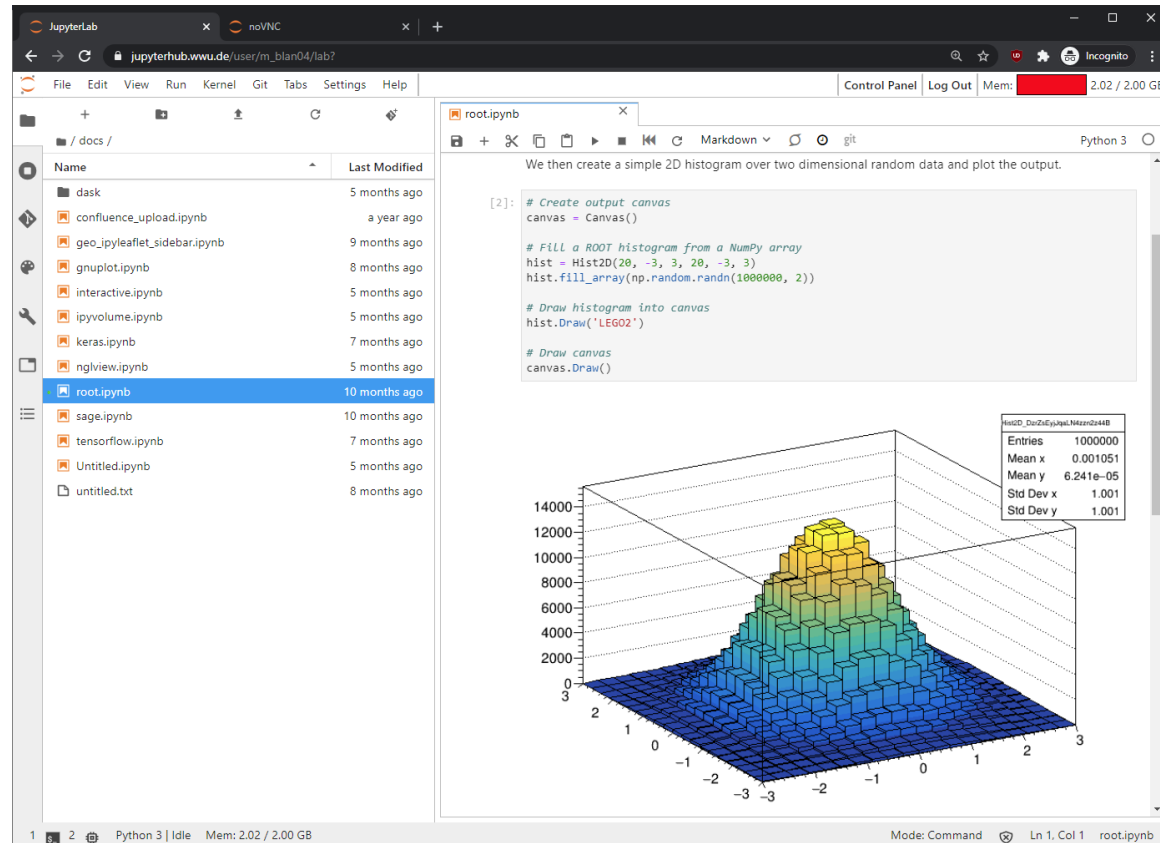 JupyterLab
noVNC
jupyterhub.wwu.de/user/m_blan04/lab?
Incognito
File Edit View Run Kernel Git Tabs Settings Help
Control Panel Log Out Mem: 2.02 / 2.00 GB
/ docs /
Name Last Modified
dask 5 months ago
confluence_upload.ipynb a year ago
geo_ipyleaflet_sidebar.ipynb 9 months ago
gnuplot.ipynb 8 months ago
interactive.ipynb 5 months ago
ipyvolume.ipynb 5 months ago
keras.ipynb 7 months ago
nglview.ipynb 5 months ago
root.ipynb 10 months ago
sage.ipynb 10 months ago
tensorflow.ipynb 7 months ago
Untitled.ipynb 5 months ago
untitled.txt 8 months ago
root.ipynb
Markdown git Python 3
We then create a simple 2D histogram over two dimensional random data and plot the output.
[2]: # Create output canvas
canvas = Canvas()
# Fill a ROOT histogram from a NumPy array
hist = Hist2D(20, -3, 3, 20, -3, 3)
hist.fill_array(np.random.randn(1000000, 2))
# Draw histogram into canvas
hist.Draw('LEGO2')
# Draw canvas
canvas.Draw()
Entries 1000000
Mean x 0.001051
Mean y 6.241e−05
Std Dev x 1.001
Std Dev y 1.001
14000
12000
10000
8000
6000
4000
2000
0
3
2
1
0
−1
−2
−3
−3
−2
−1
0
1
2
3
1 2 Python 3 | Idle Mem: 2.02 / 2.00 GB
Mode: Command Ln 1, Col 1 root.ipynb